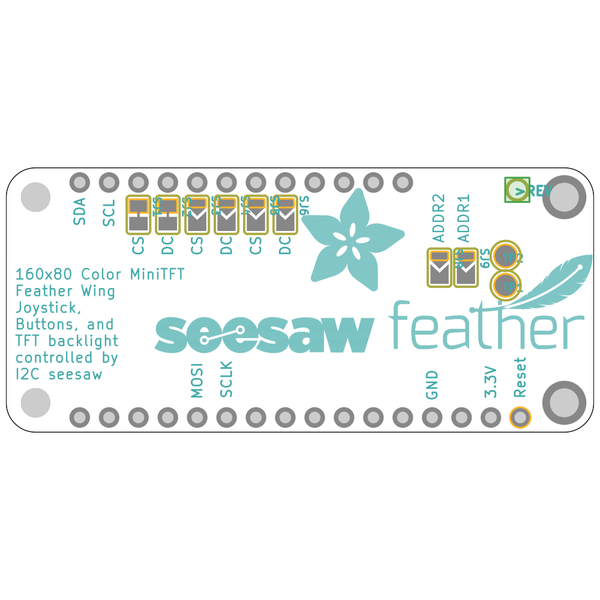 SDA
SCL
CS
DC
CS
DC
CS
DC
ADDR2
ADDR1
160x80 Color MiniTFT
Feather Wing
Joystick,
Buttons, and
TFT backlight
controlled by
I2C seesaw
seesaw
feather
MOSI
SCLK
GND
3.3V
Reset